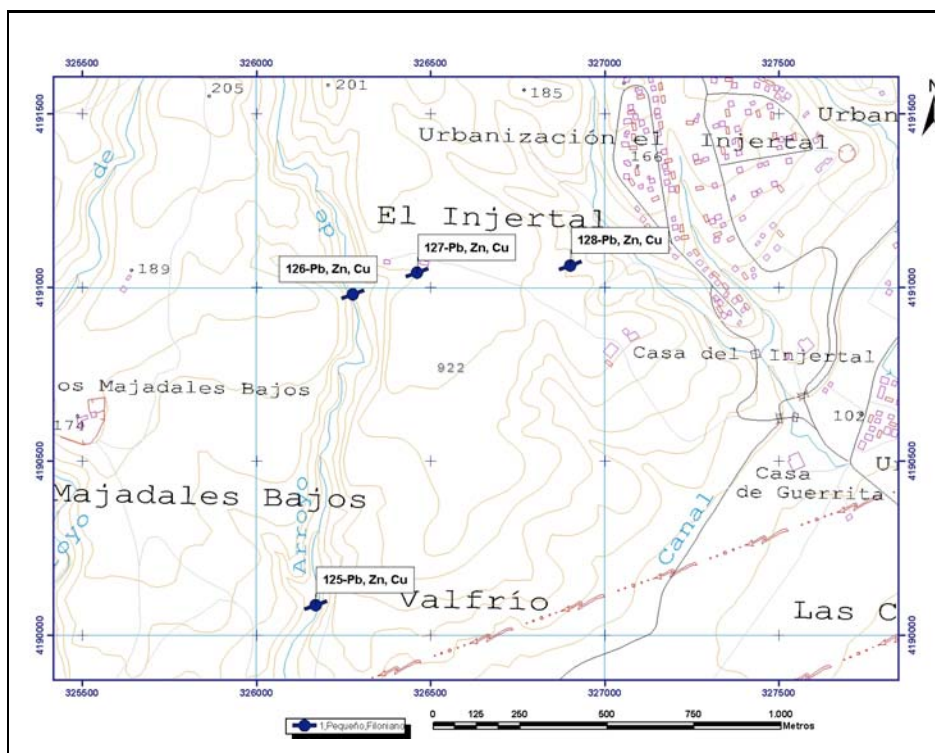 326500 326000 326500 327000 327500
N
205
201
185
4191500
4191500
Urban
Urbanización el Injertal
166
de
de
El Injertal
127-Pb, Zn, Cu
128-Pb, Zn, Cu
126-Pb, Zn, Cu
189
4191000
4191000
Casa del Injertal
922
os Majadales Bajos
174
102
4190500
4190500
Casa
de Guerrita
Majadales Bajos
Arroyo
Canal
125-Pb, Zn, Cu
Valfrío
Las C
4190000
4190000
326500 326000 326500 327000 327500
1,Pequeño,Filoniano
0 125 250 500 750 1.000
Metros